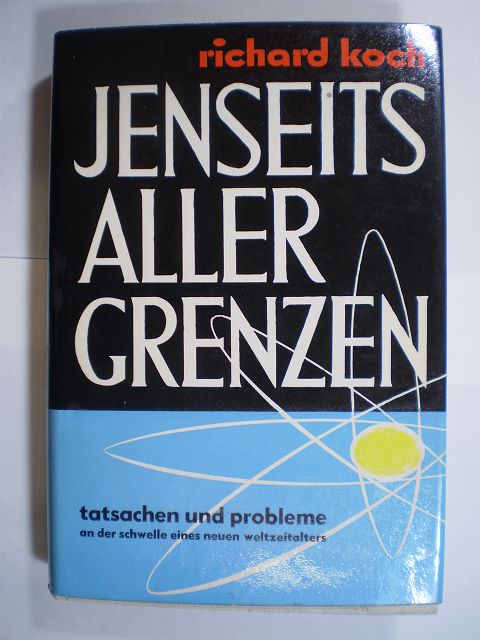 richard koch
JENSEITS
ALLER
GRENZEN
tatsachen und probleme
an der schwelle eines neuen weltzeitalters